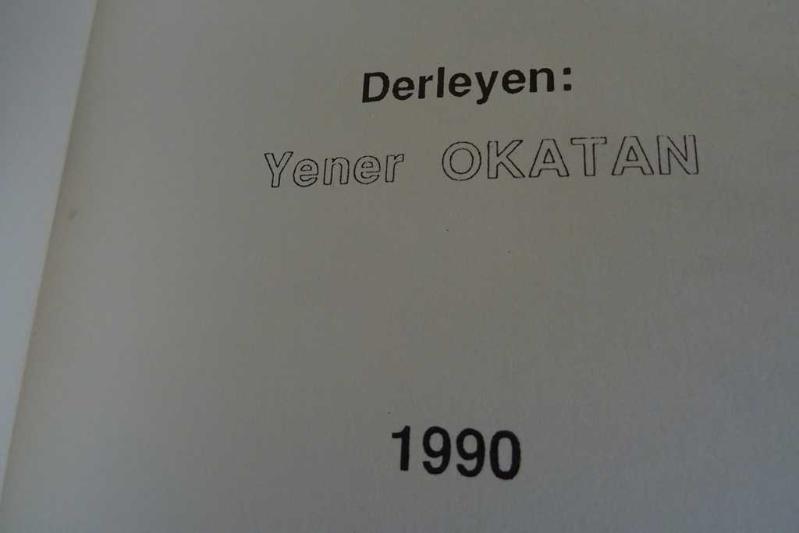 Derleyen:
Yener OKATAN
1990